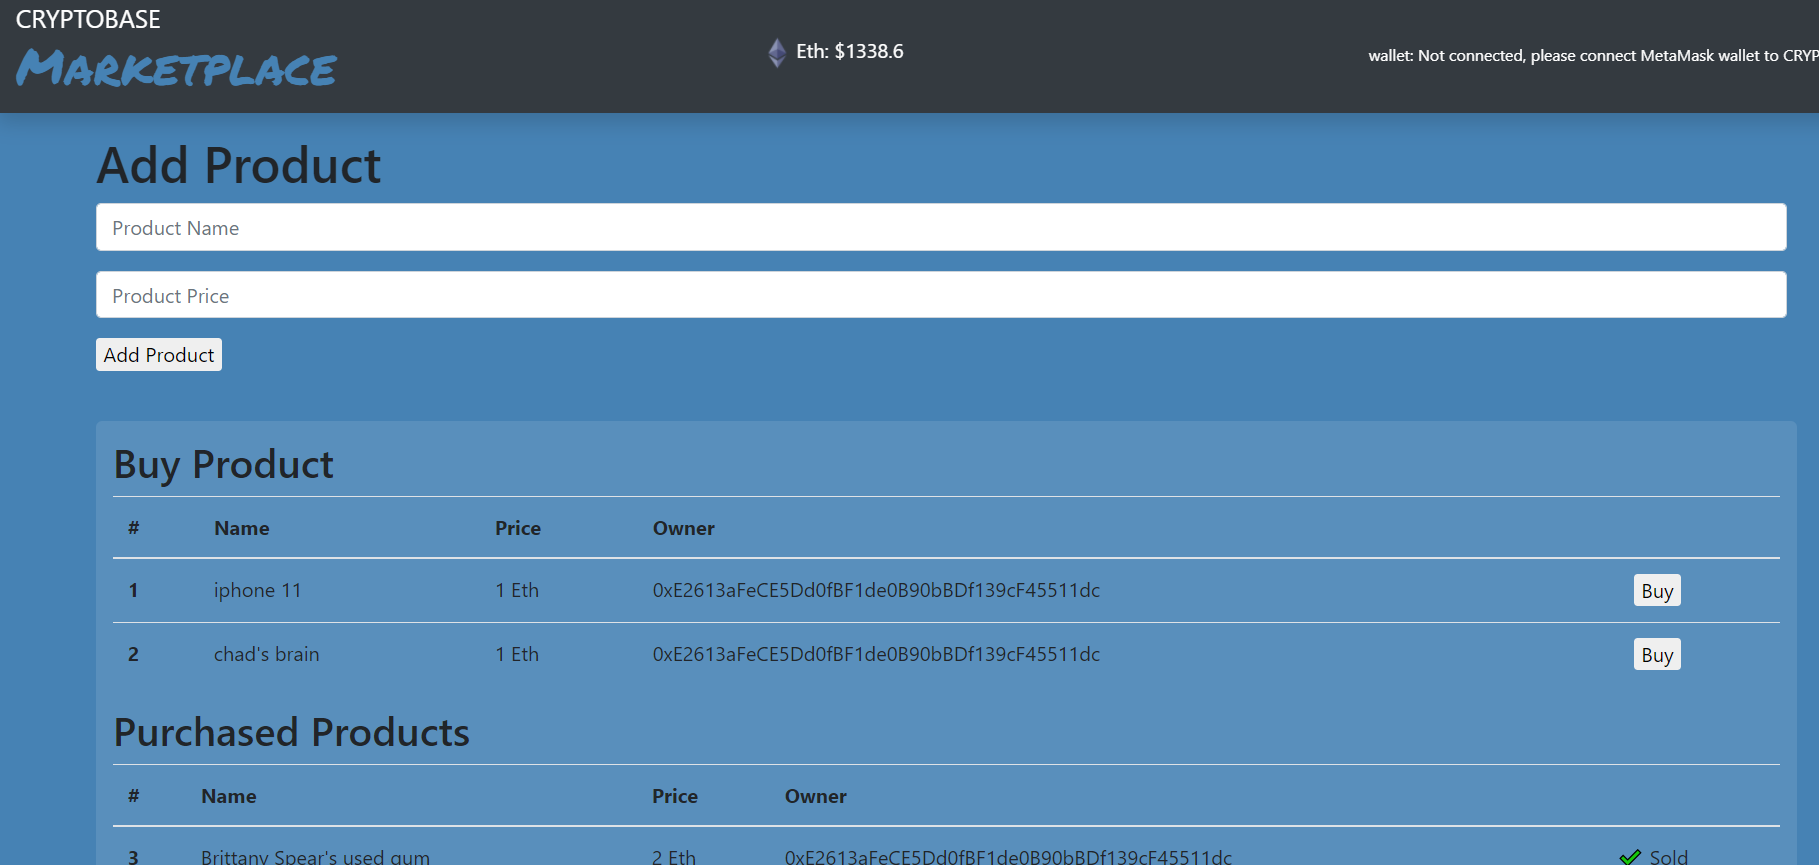 CRYPTOBASE
MARKETPLACE
Eth: $1338.6
wallet: Not connected, please connect MetaMask wallet to CRYP
Add Product
Product Name
Product Price
Add Product
Buy Product
# Name Price Owner
1 iphone 11 1 Eth 0xE2613aFeCE5Dd0fBF1de0B90bBDf139cF45511dc Buy
2 chad's brain 1 Eth 0xE2613aFeCE5Dd0fBF1de0B90bBDf139cF45511dc Buy
Purchased Products
# Name Price Owner
3 Brittany Spear's used gum 2 Eth 0xE2613aFeCE5Dd0fBF1de0B90bBDf139cF45511dc Sold